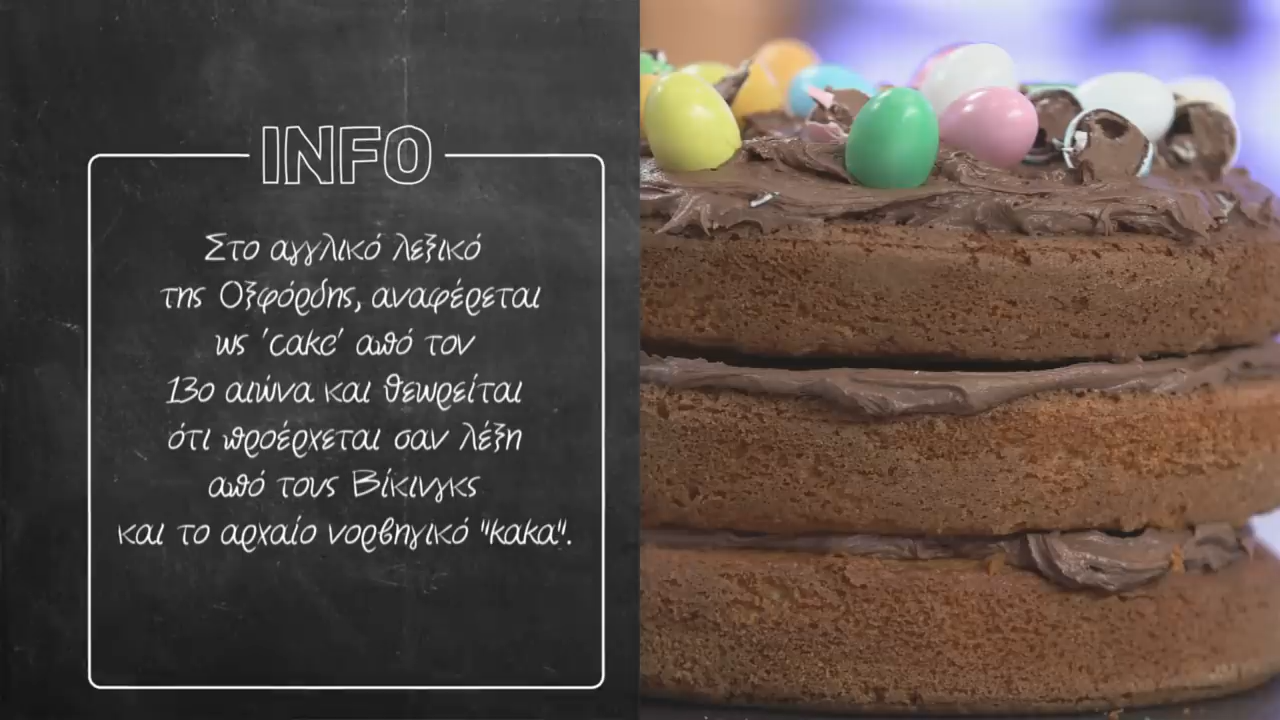 INFO
Στο αγγλικό λεξικό
της Οξφόρδης, αναφέρεται
ως 'cake' από τον
13ο αιώνα και θεωρείται
ότι προέρχεται σαν λέξη
από τους Βίκινγκς
και το αρχαίο νορβηγικό "kaka".